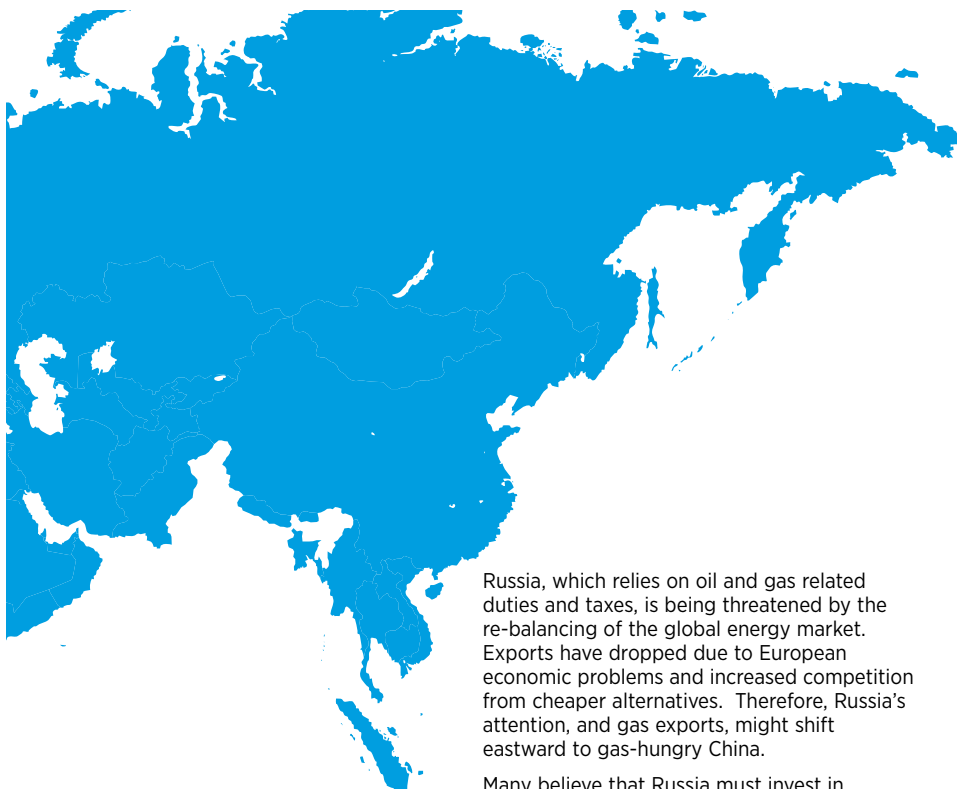 Russia, which relies on oil and gas related
duties and taxes, is being threatened by the
re-balancing of the global energy market.
Exports have dropped due to European
economic problems and increased competition
from cheaper alternatives.  Therefore, Russia’s
attention, and gas exports, might shift
eastward to gas-hungry China.
Many believe that Russia must invest in